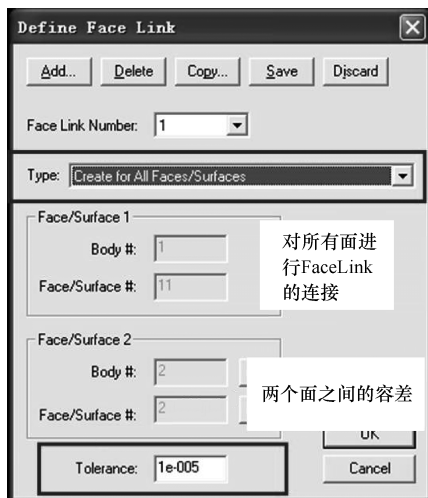 Define Face Link
Add... Delete Copy... Save Discard
Face Link Number: 1
Type: Create for All Faces/Surfaces
Face/Surface 1
Body #: 1
Face/Surface #: 11
对所有面进
行FaceLink
的连接
Face/Surface 2
Body #: 2
Face/Surface #: 2
两个面之间的容差
OK
Tolerance: 1e-005
Cancel